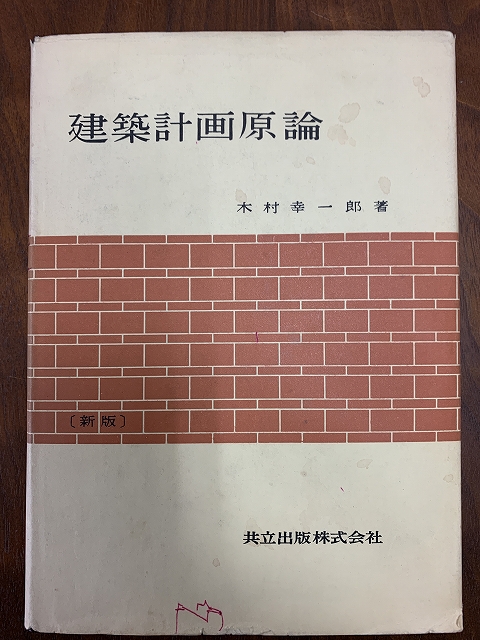 建築計画原論
木村幸一郎著
〔新版〕
共立出版株式会社